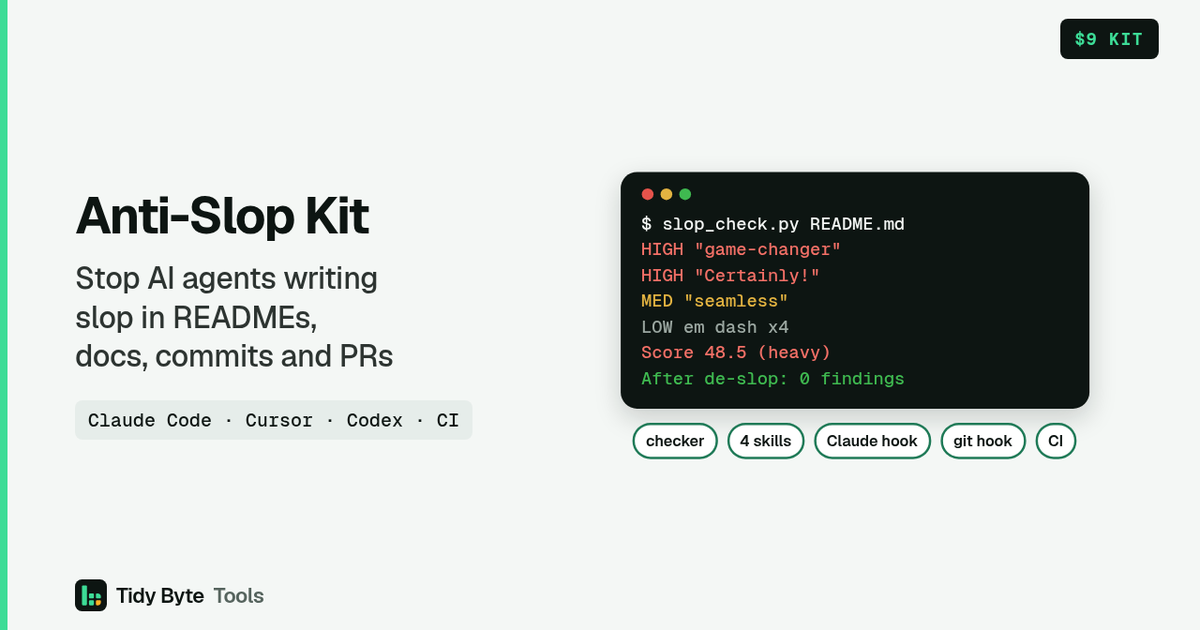 $9 KIT
Anti-Slop Kit
Stop AI agents writing
slop in READMEs,
docs, commits and PRs
Claude Code · Cursor · Codex · CI
$ slop_check.py README.md
HIGH "game-changer"
HIGH "Certainly!"
MED "seamless"
LOW em dash x4
Score 48.5 (heavy)
After de-slop: 0 findings
checker 4 skills Claude hook git hook CI
Tidy Byte Tools